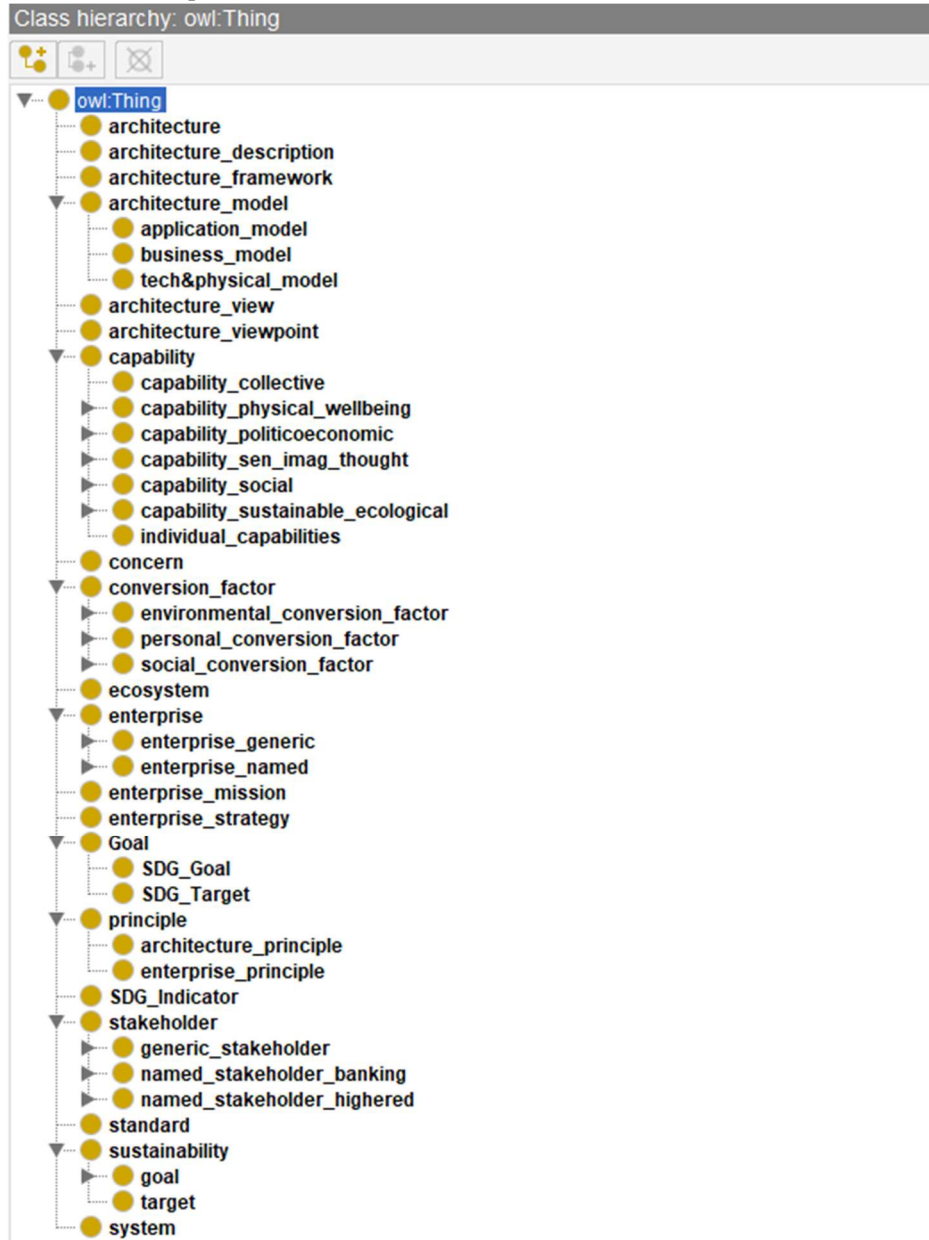 Class hierarchy: owl:Thing
owl:Thing
architecture
architecture_description
architecture_framework
architecture_model
application_model
business_model
tech&physical_model
architecture_view
architecture_viewpoint
capability
capability_collective
capability_physical_wellbeing
capability_politicoeconomic
capability_sen_imag_thought
capability_social
capability_sustainable_ecological
individual_capabilities
concern
conversion_factor
environmental_conversion_factor
personal_conversion_factor
social_conversion_factor
ecosystem
enterprise
enterprise_generic
enterprise_named
enterprise_mission
enterprise_strategy
Goal
SDG_Goal
SDG_Target
principle
architecture_principle
enterprise_principle
SDG_Indicator
stakeholder
generic_stakeholder
named_stakeholder_banking
named_stakeholder_highered
standard
sustainability
goal
target
system